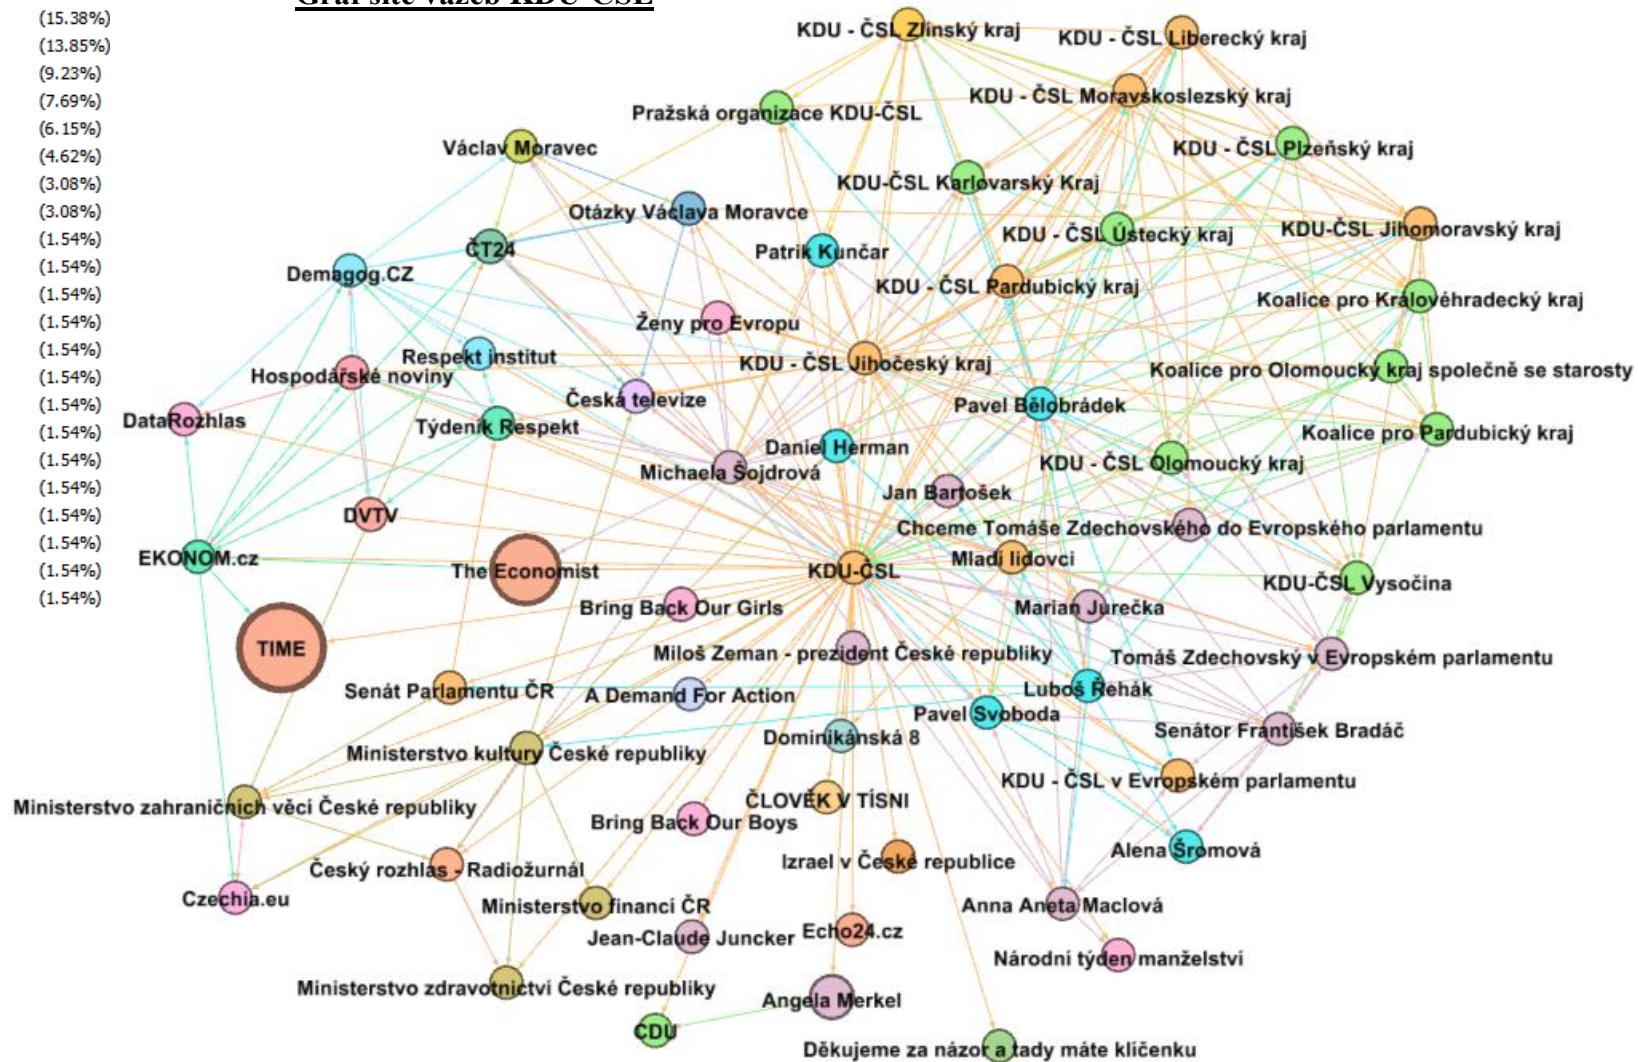 Graf sítě vazeb KDU-ČSL
(15.38%)
(13.85%)
(9.23%)
(7.69%)
(6.15%)
(4.62%)
(3.08%)
(3.08%)
(1.54%)
(1.54%)
(1.54%)
(1.54%)
(1.54%)
(1.54%)
(1.54%)
(1.54%)
(1.54%)
(1.54%)
(1.54%)
(1.54%)
(1.54%)
(1.54%)
KDU - ČSL Zlínský kraj
KDU - ČSL Liberecký kraj
KDU - ČSL Moravskoslezský kraj
Pražská organizace KDU-ČSL
Václav Moravec
KDU - ČSL Plzeňský kraj
KDU-ČSL Karlovarský Kraj
Otázky Václava Moravce
KDU - ČSL Ústecký kraj
KDU-ČSL Jihomoravský kraj
ČT24
Patrik Kunčar
Demagog.CZ
KDU - ČSL Pardubický kraj
Koalice pro Královéhradecký kraj
Ženy pro Evropu
Respekt institut
KDU - ČSL Jihočeský kraj
Koalice pro Olomoucký kraj společně se starosty
Hospodářské noviny
Česká televize
Pavel Bělobrádek
DataRozhlas
Týdeník Respekt
Koalice pro Pardubický kraj
Daniel Herman
KDU - ČSL Olomoucký kraj
Michaela Šojdrová
Jan Bartošek
DVTV
Chceme Tomáše Zdechovského do Evropského parlamentu
EKONOM.cz
The Economist
KDU-ČSL
Mladí lidovci
KDU-ČSL Vysočina
Bring Back Our Girls
Marian Jurečka
TIME
Miloš Zeman - prezident České republiky
Tomáš Zdechovský v Evropském parlamentu
Senát Parlamentu ČR
A Demand For Action
Luboš Řehák
Pavel Svoboda
Senátor František Bradáč
Dominikánská 8
Ministerstvo kultury České republiky
KDU - ČSL v Evropském parlamentu
ČLOVĚK V TÍSNI
Ministerstvo zahraničních věcí České republiky
Bring Back Our Boys
Alena Šromová
Izrael v České republice
Český rozhlas - Radiožurnál
Czechia.eu
Ministerstvo financí ČR
Anna Aneta Maclová
Jean-Claude Juncker
Echo24.cz
Národní týden manželství
Ministerstvo zdravotnictví České republiky
Angela Merkel
CDU
Děkujeme za názor a tady máte klíčenku